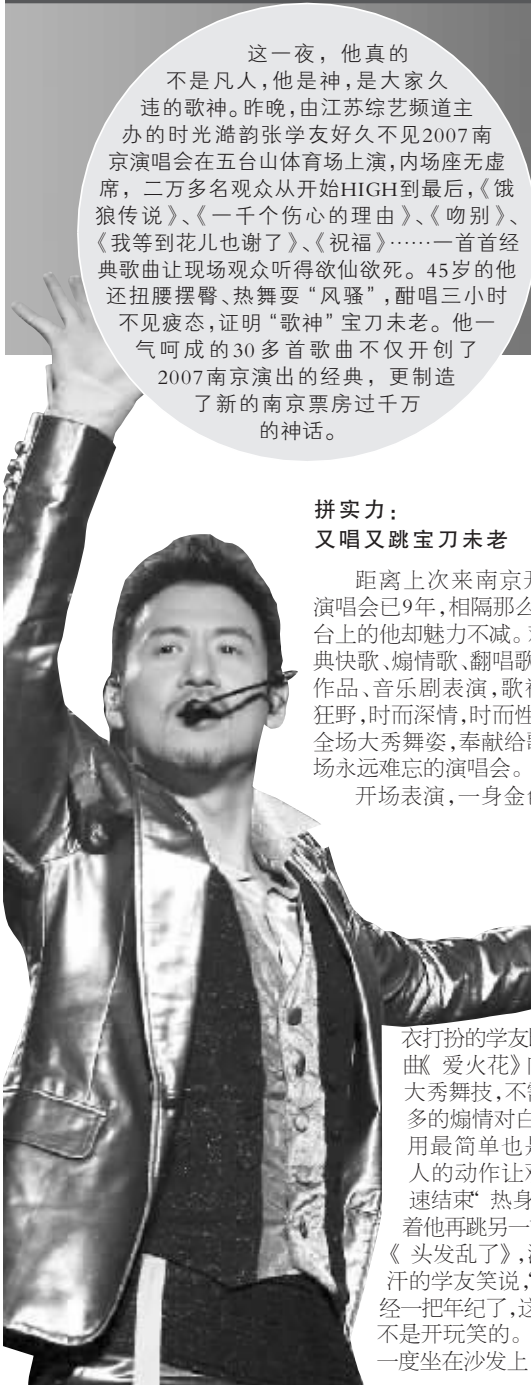 这一夜，他真的
不是凡人,他是神,是大家久
违的歌神。昨晚,由江苏综艺频道主
办的时光澔韵张学友好久不见2007南
京演唱会在五台山体育场上演,内场座无虚
席，二万多名观众从开始HIGH到最后,《饿
狼传说》、《一千个伤心的理由》、《吻别》、
《我等到花儿也谢了》、《祝福》……一首首经
典歌曲让现场观众听得欲仙欲死。45岁的他
还扭腰摆臀、热舞耍“风骚”,酣唱三小时
不见疲态,证明“歌神”宝刀未老。他一
气呵成的30多首歌曲不仅开创了
2007南京演出的经典，更制造
了新的南京票房过千万
的神话。
拼实力：
又唱又跳宝刀未老
距离上次来南京开
演唱会已9年,相隔那么
台上的他却魅力不减。
典快歌、煽情歌、翻唱歌
作品、音乐剧表演,歌神
狂野,时而深情,时而性
全场大秀舞姿,奉献给歌
场永远难忘的演唱会。
开场表演,一身金色
衣打扮的学友
曲《爱火花》
大秀舞技,不
多的煽情对白
用最简单也是
人的动作让
速结束“热身
着他再跳另一
《头发乱了》,
汗的学友笑说,
经一把年纪了,这
不是开玩笑的。
一度坐在沙发上